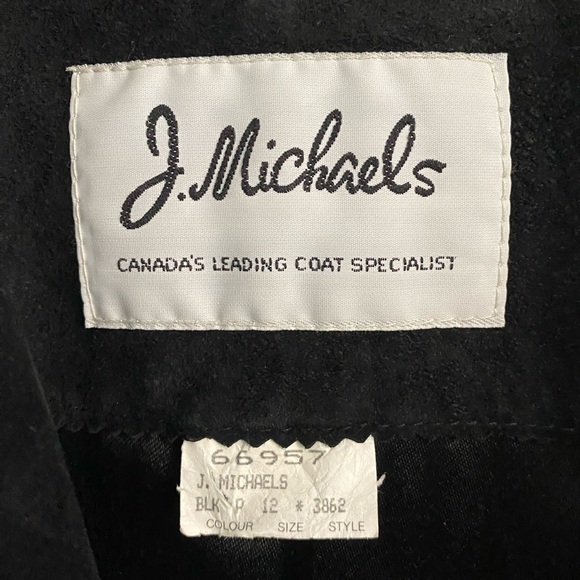 J. Michaels
CANADA'S LEADING COAT SPECIALIST
66957
J. MICHAELS
BLK A 12 * 3862
COLOUR SIZE STYLE